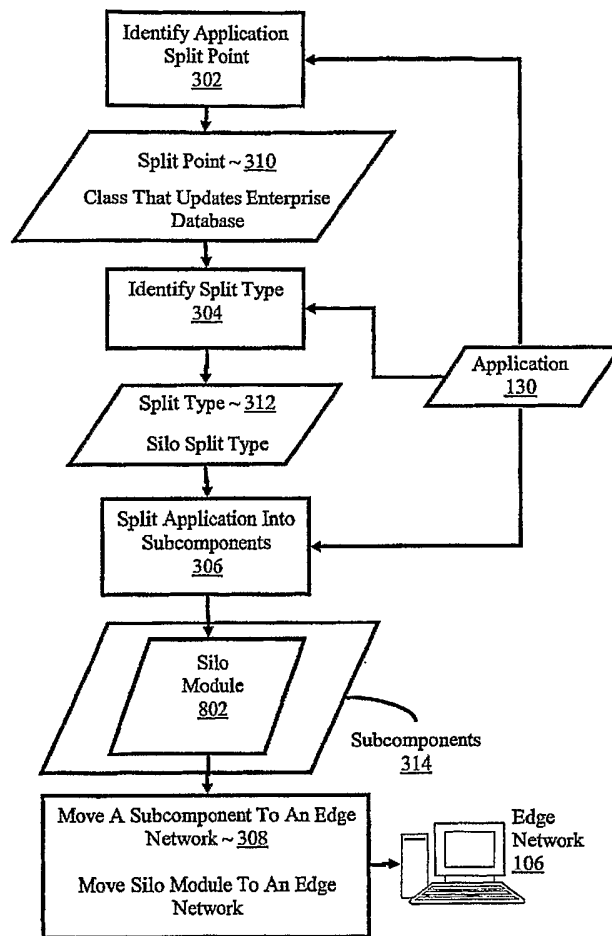 Identify Application
Split Point
302
Split Point ~ 310
Class That Updates Enterprise
Database
Identify Split Type
304
Application
130
Split Type ~ 312
Silo Split Type
Split Application Into
Subcomponents
306
Silo
Module
802
Subcomponents
314
Move A Subcomponent To An Edge
Network ~ 308
Move Silo Module To An Edge
Network
Edge
Network
106